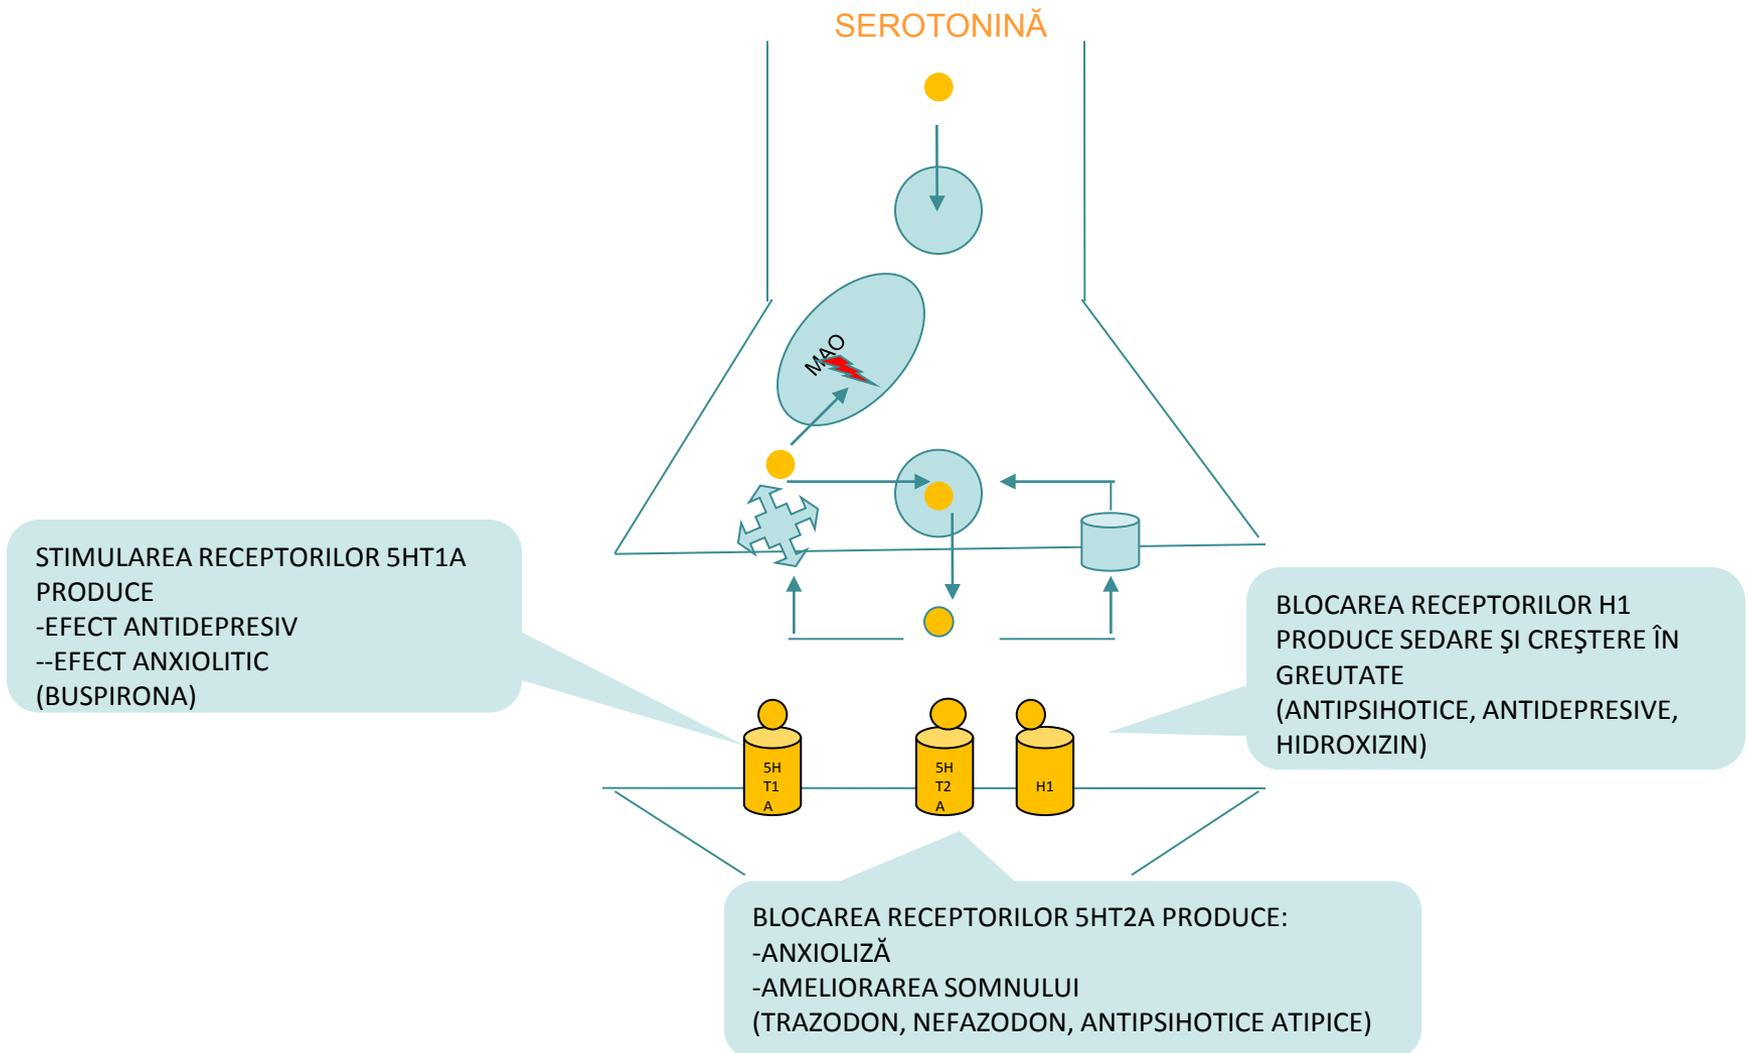 SEROTONINĂ
MAO
STIMULAREA RECEPTORILOR 5HT1A
PRODUCE
-EFECT ANTIDEPRESIV
--EFECT ANXIOLITIC
(BUSPIRONA)
BLOCAREA RECEPTORILOR H1
PRODUCE SEDARE ŞI CREŞTERE ÎN
GREUTATE
(ANTIPSIHOTICE, ANTIDEPRESIVE,
HIDROXIZIN)
5H
T1
A
5H
T2
A
H1
BLOCAREA RECEPTORILOR 5HT2A PRODUCE:
-ANXIOLIZĂ
-AMELIORAREA SOMNULUI
(TRAZODON, NEFAZODON, ANTIPSIHOTICE ATIPICE)